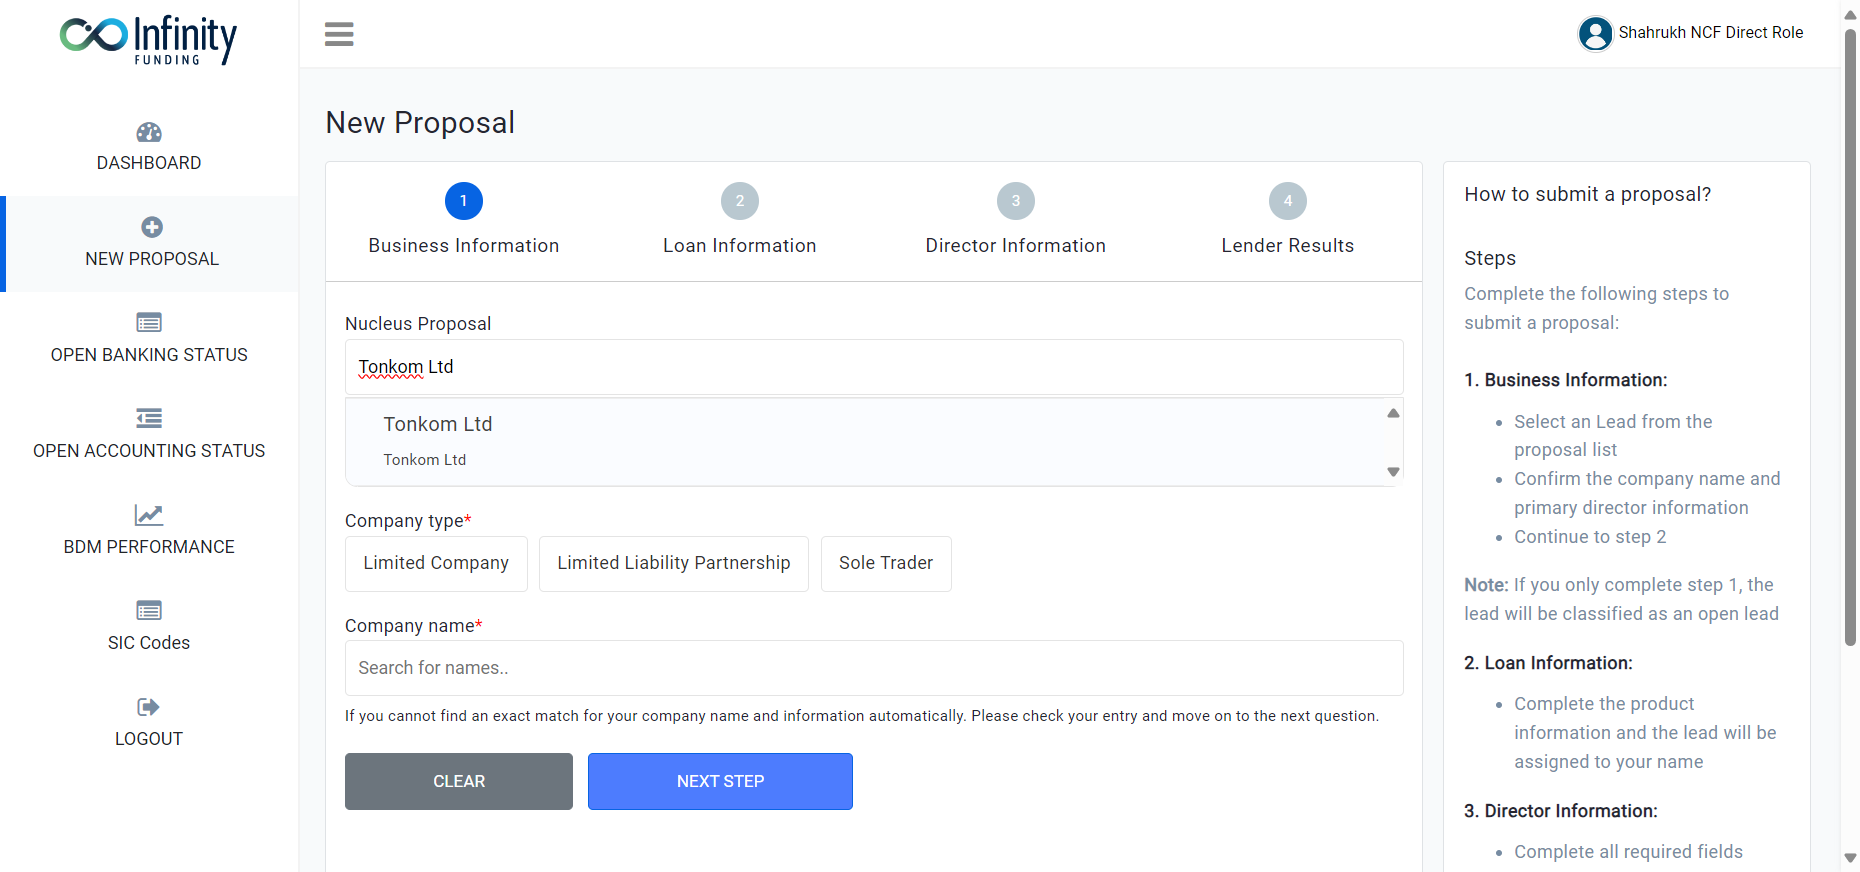 Infinity
FUNDING
Shahrukh NCF Direct Role
DASHBOARD
NEW PROPOSAL
OPEN BANKING STATUS
OPEN ACCOUNTING STATUS
BDM PERFORMANCE
SIC Codes
LOGOUT
New Proposal
1
2
3
4
Business Information
Loan Information
Director Information
Lender Results
Nucleus Proposal
Tonkom Ltd
Tonkom Ltd
Tonkom Ltd
Company type*
Limited Company
Limited Liability Partnership
Sole Trader
Company name*
Search for names..
If you cannot find an exact match for your company name and information automatically. Please check your entry and move on to the next question.
CLEAR
NEXT STEP
How to submit a proposal?
Steps
Complete the following steps to
submit a proposal:
1. Business Information:
• Select an Lead from the
proposal list
• Confirm the company name and
primary director information
• Continue to step 2
Note: If you only complete step 1, the
lead will be classified as an open lead
2. Loan Information:
• Complete the product
information and the lead will be
assigned to your name
3. Director Information:
• Complete all required fields